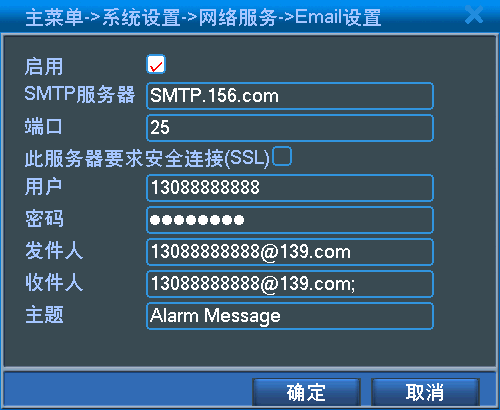 主菜单->系统设置->网络服务->Email设置
启用
SMTP服务器 SMTP.156.com
端口 25
此服务器要求安全连接(SSL)
用户 13088888888
密码 ●●●●●●●●
发件人 13088888888@139.com
收件人 13088888888@139.com;
主题 Alarm Message
确定 取消